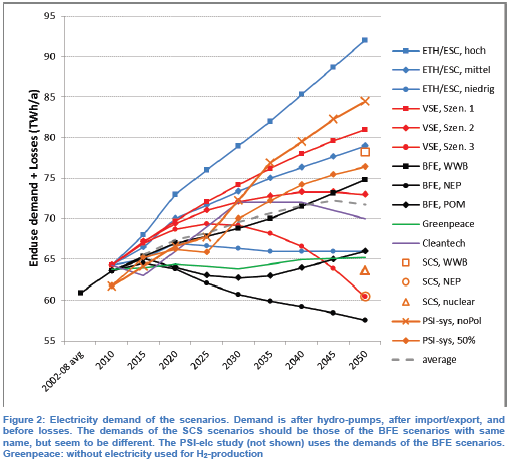 95
90
85
80
75
70
65
60
55
Enduse demand + Losses (TWh/a)
2002-08 avg
2010
2015
2020
2025
2030
2035
2040
2045
2050
ETH/ESC, hoch
ETH/ESC, mittel
ETH/ESC, niedrig
VSE, Szen. 1
VSE, Szen. 2
VSE, Szen. 3
BFE, WWB
BFE, NEP
BFE, POM
Greenpeace
Cleantech
SCS, WWB
SCS, NEP
SCS, nuclear
PSI-sys, noPol
PSI-sys, 50%
average
Figure 2: Electricity demand of the scenarios. Demand is after hydro-pumps, after import/export, and
before losses. The demands of the SCS scenarios should be those of the BFE scenarios with same
name, but seem to be different. The PSI-elc study (not shown) uses the demands of the BFE scenarios.
Greenpeace: without electricity used for H₂-production